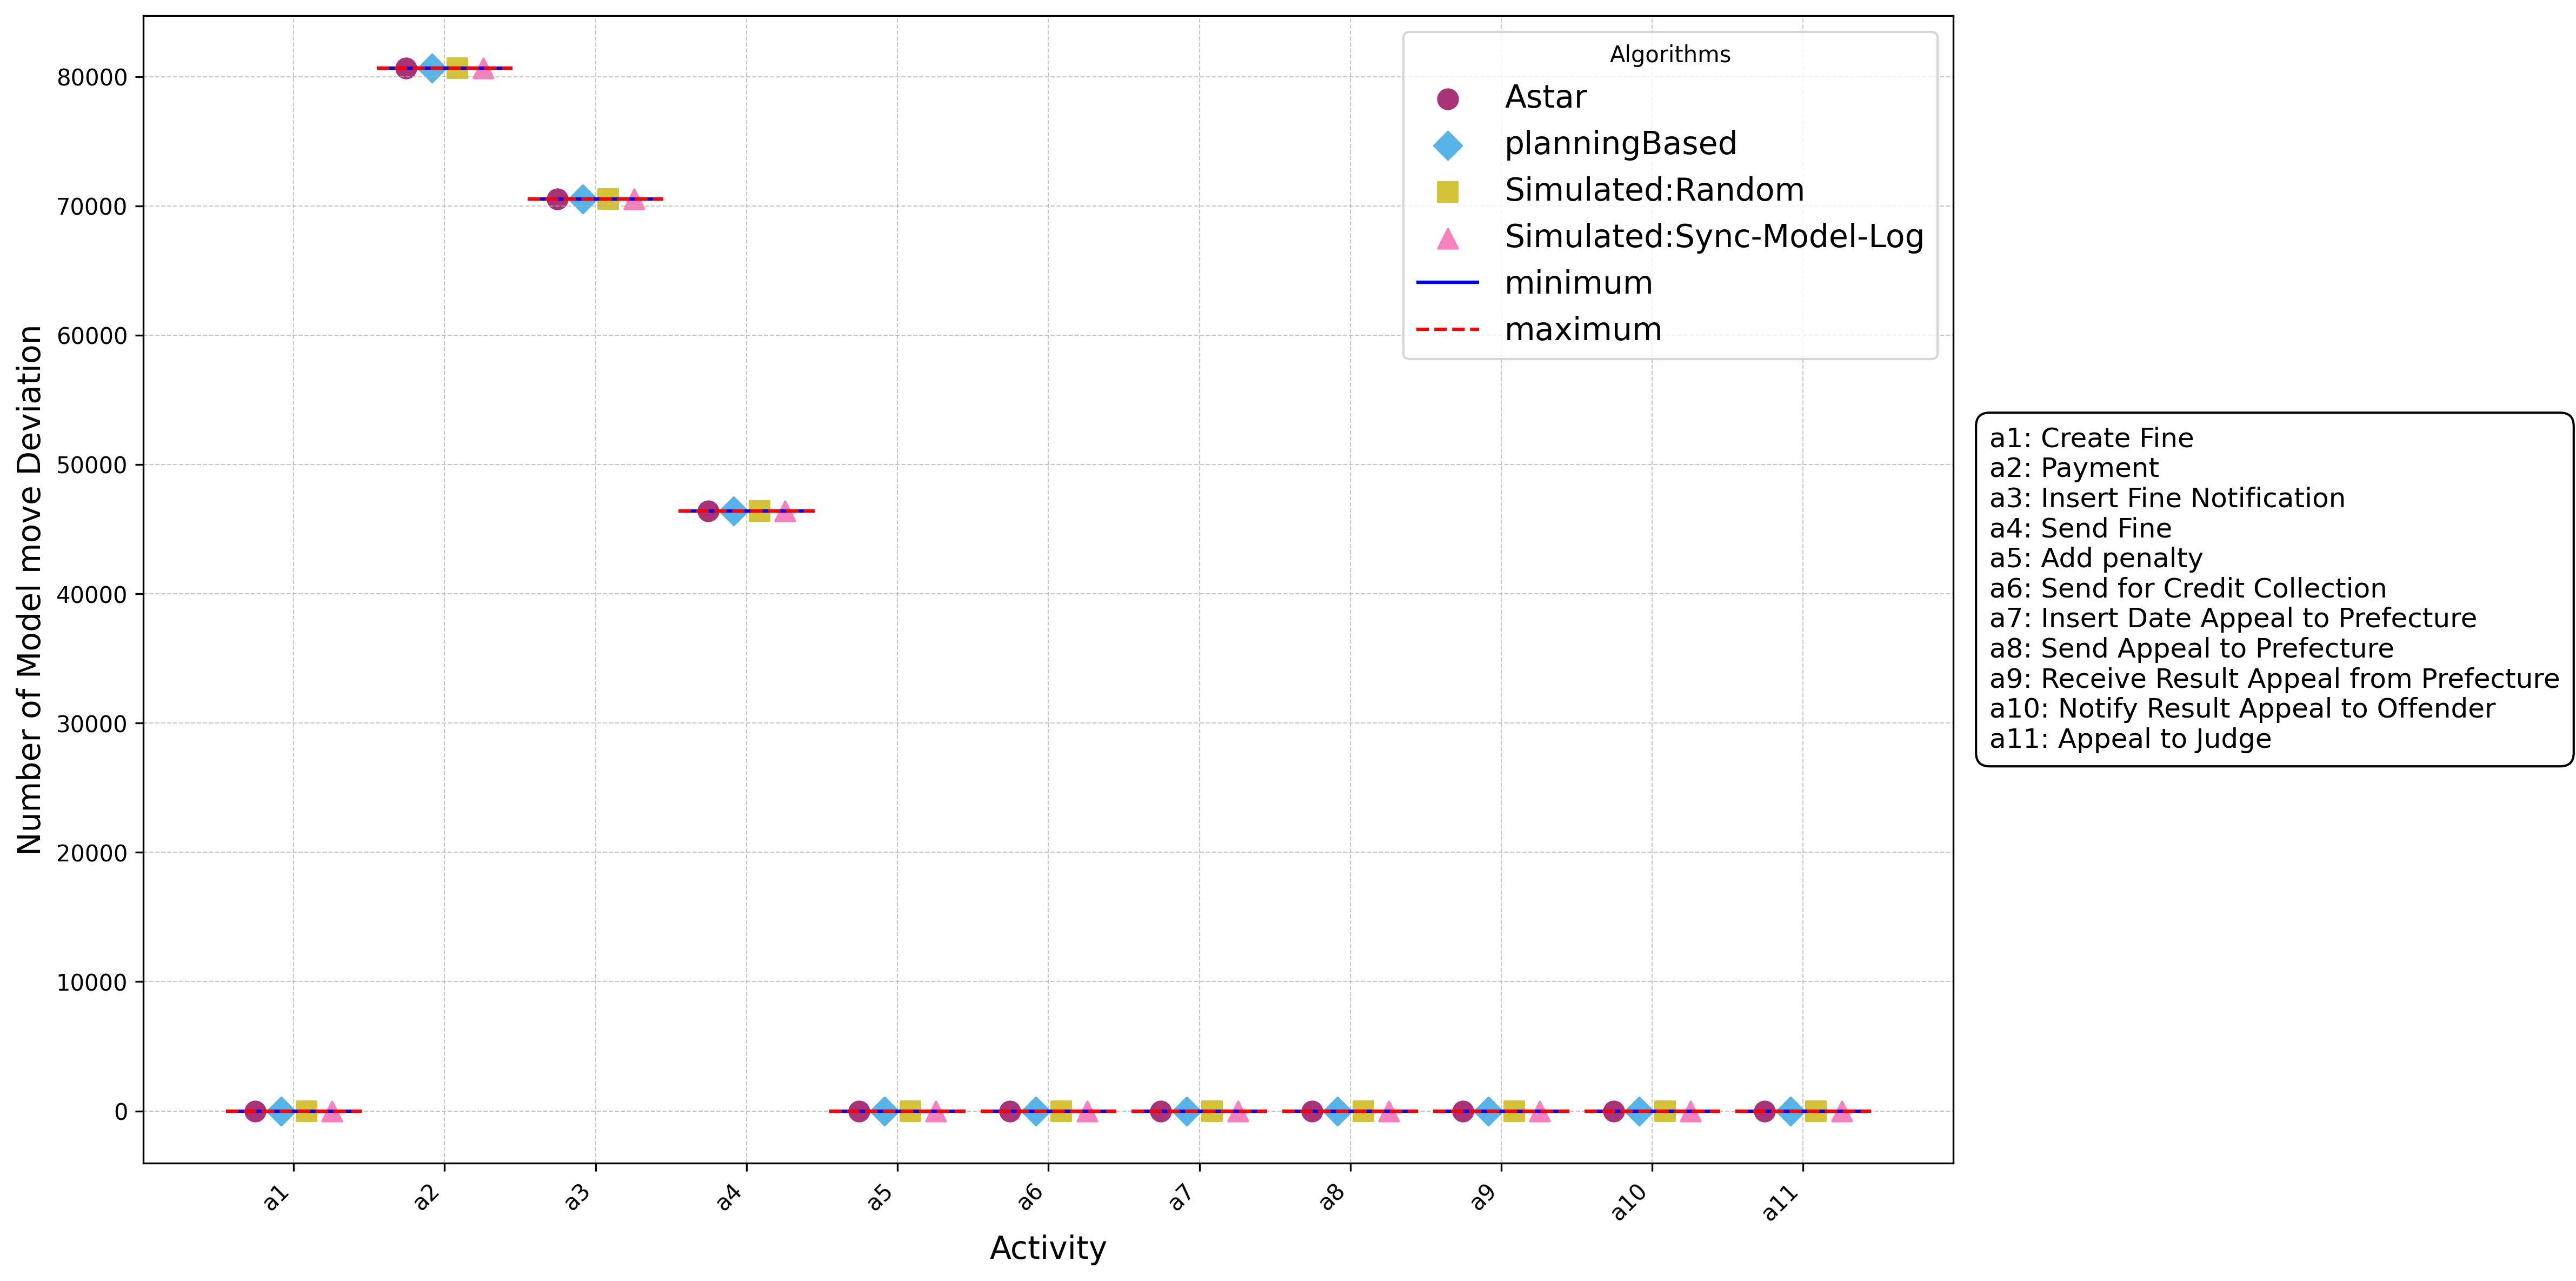 Number of Model move Deviation
80000
70000
60000
50000
40000
30000
20000
10000
0
a1
a2
a3
a4
a5
a6
a7
a8
a9
a10
a11
Activity
Algorithms
Astar
planningBased
Simulated:Random
Simulated:Sync-Model-Log
minimum
maximum
a1: Create Fine
a2: Payment
a3: Insert Fine Notification
a4: Send Fine
a5: Add penalty
a6: Send for Credit Collection
a7: Insert Date Appeal to Prefecture
a8: Send Appeal to Prefecture
a9: Receive Result Appeal from Prefecture
a10: Notify Result Appeal to Offender
a11: Appeal to Judge